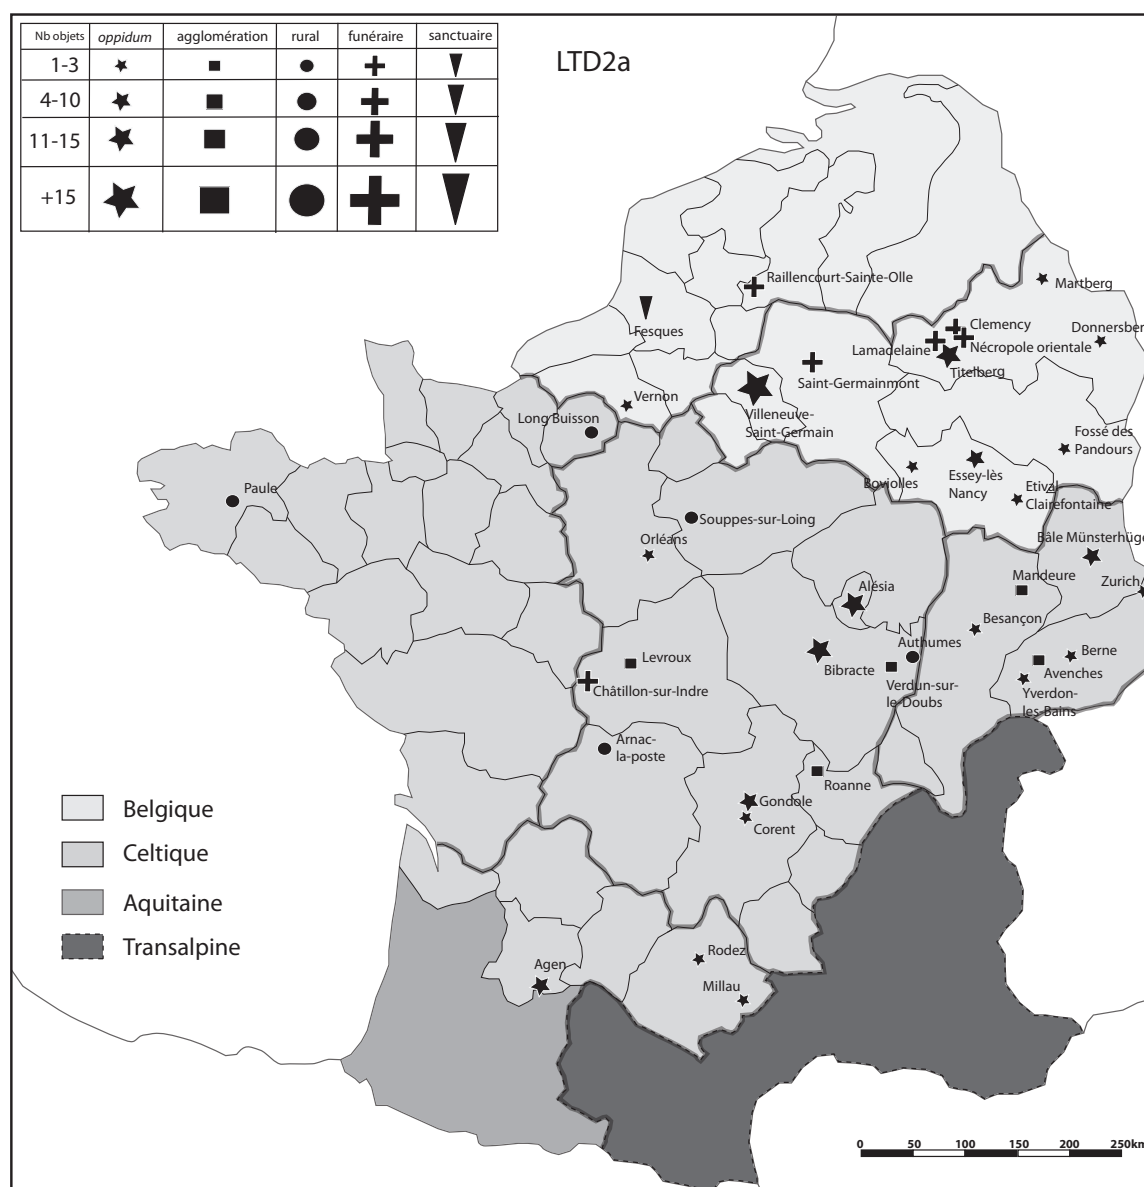 Nb objets oppidum agglomération rural funéraire sanctuaire
1-3
4-10
11-15
+15
LTD2a
Raillencourt-Sainte-Olle
Martberg
Fesques
Clemency
Donnersber
Lamadelaine
Nécropole orientale
Titelberg
Saint-Germainmont
Vernon
Villeneuve-
Saint-Germain
Long Buisson
Fossé des
Pandours
Boviolles
Essey-lès
Nancy
Etival
Clairefontaine
Paule
Souppes-sur-Loing
Orléans
Bâle Münsterhüge
Mandeure
Zurich
Alésia
Besançon
Authumes
Berne
Levroux
Bibracte
Avenches
Châtillon-sur-Indre
Verdun-sur-
le-Doubs
Yverdon-
les-Bains
Arnac-
la-poste
Roanne
Gondole
Corent
Belgique
Celtique
Aquitaine
Transalpine
Rodez
Agen
Millau
0 50 100 150 200 250km